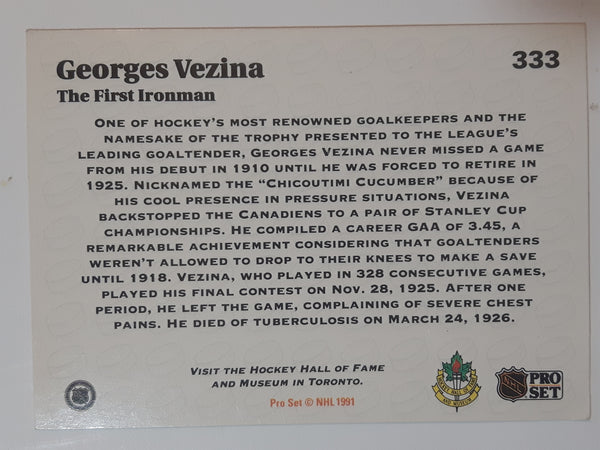 Georges Vezina
333
The First Ironman
ONE OF HOCKEY'S MOST RENOWNED GOALKEEPERS AND THE
NAMESAKE OF THE TROPHY PRESENTED TO THE LEAGUE'S
LEADING GOALTENDER, GEORGES VEZINA NEVER MISSED A GAME
FROM HIS DEBUT IN 1910 UNTIL HE WAS FORCED TO RETIRE IN
1925. NICKNAMED THE "CHICOUTIMI CUCUMBER" BECAUSE OF
HIS COOL PRESENCE IN PRESSURE SITUATIONS, VEZINA
BACKSTOPPED THE CANADIENS TO A PAIR OF STANLEY CUP
CHAMPIONSHIPS. HE COMPILED A CAREER GAA OF 3.45, A
REMARKABLE ACHIEVEMENT CONSIDERING THAT GOALTENDERS
WEREN'T ALLOWED TO DROP TO THEIR KNEES TO MAKE A SAVE
UNTIL 1918. VEZINA, WHO PLAYED IN 328 CONSECUTIVE GAMES,
PLAYED HIS FINAL CONTEST ON NOV. 28, 1925. AFTER ONE
PERIOD, HE LEFT THE GAME, COMPLAINING OF SEVERE CHEST
PAINS. HE DIED OF TUBERCULOSIS ON MARCH 24, 1926.
VISIT THE HOCKEY HALL OF FAME
AND MUSEUM IN TORONTO.
Pro Set © NHL 1991
HOCKEY HALL OF FAME
AND MUSEUM
NHL
PRO
SET